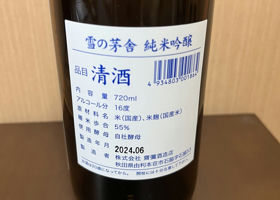 雪の茅舎 純米吟醸
品目 清酒
4 934803 001864
内容量 720ml
アルコール分 16度
原材料名 米(国産)、米麹(国産米)
精米歩合 55%
使用酵母 自社酵母
製造年月 2024.06
製造者 株式会社 齋彌酒造店
秋田県由利本荘市石脇字石脇53